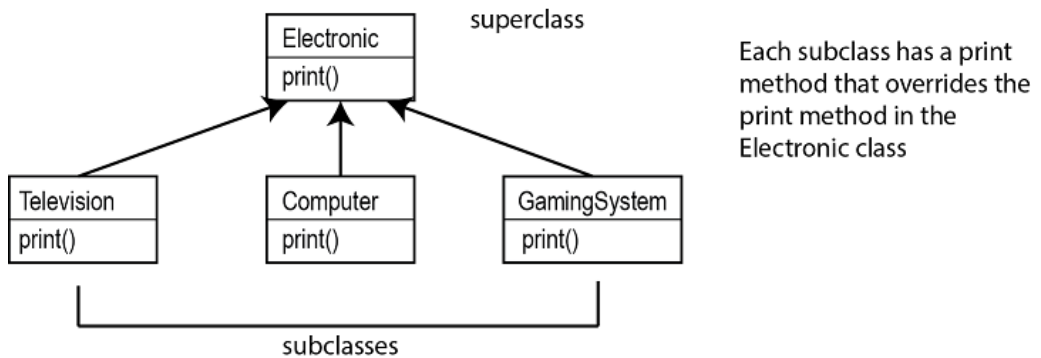 superclass
Electronic
print()
Each subclass has a print
method that overrides the
print method in the
Electronic class
Television
print()
Computer
print()
GamingSystem
print()
subclasses